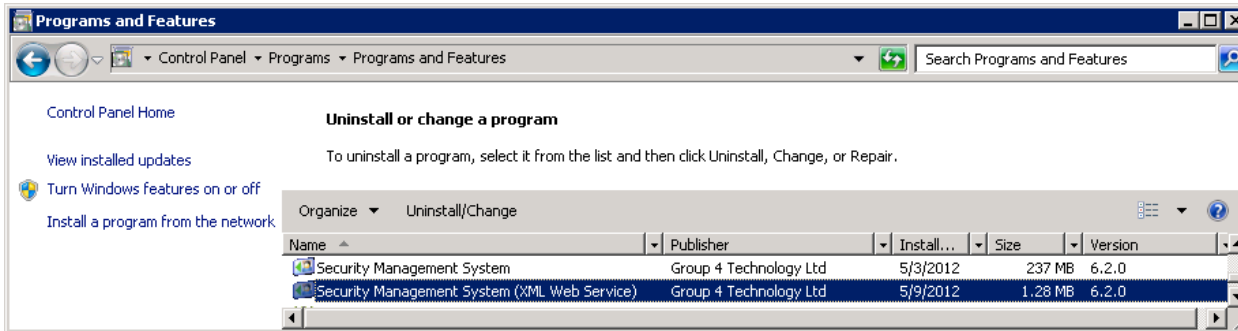 Programs and Features
Control Panel Programs Programs and Features Search Programs and Features
Control Panel Home
Uninstall or change a program
View installed updates
To uninstall a program, select it from the list and then click Uninstall, Change, or Repair.
Turn Windows features on or off
Install a program from the network
Organize Uninstall/Change
Name Publisher Install... Size Version
Security Management System Group 4 Technology Ltd 5/3/2012 237 MB 6.2.0
Security Management System (XML Web Service) Group 4 Technology Ltd 5/9/2012 1.28 MB 6.2.0